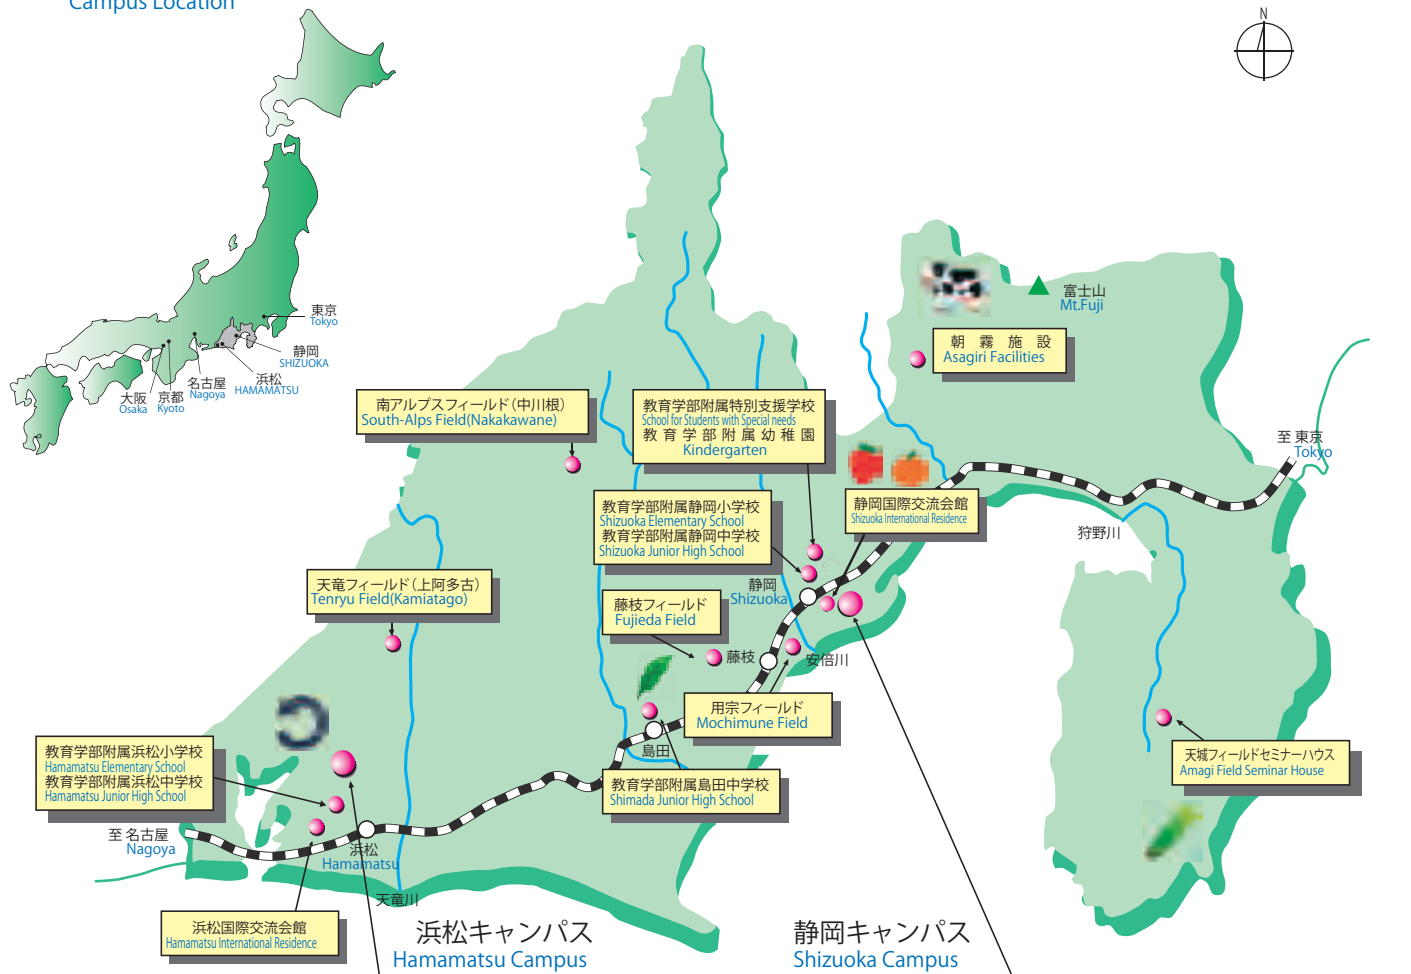 Campus Location
N
東京
Tokyo
静岡
SHIZUOKA
浜松
HAMAMATSU
名古屋
Nagoya
京都
Kyoto
大阪
Osaka
富士山
Mt.Fuji
朝霧施設
Asagiri Facilities
南アルプスフィールド(中川根)
South-Alps Field(Nakakawane)
教育学部附属特別支援学校
School for Students with Special needs
教育学部附属幼稚園
Kindergarten
至 東京
Tokyo
教育学部附属静岡小学校
Shizuoka Elementary School
教育学部附属静岡中学校
Shizuoka Junior High School
静岡国際交流会館
Shizuoka International Residence
狩野川
天竜フィールド(上阿多古)
Tenryu Field(Kamiatago)
静岡
Shizuoka
藤枝フィールド
Fujieda Field
藤枝
安倍川
用宗フィールド
Mochimune Field
島田
教育学部附属島田中学校
Shimada Junior High School
天城フィールドセミナーハウス
Amagi Field Seminar House
教育学部附属浜松小学校
Hamamatsu Elementary School
教育学部附属浜松中学校
Hamamatsu Junior High School
至 名古屋
Nagoya
浜松
Hamamatsu
天竜川
浜松国際交流会館
Hamamatsu International Residence
浜松キャンパス
Hamamatsu Campus
静岡キャンパス
Shizuoka Campus